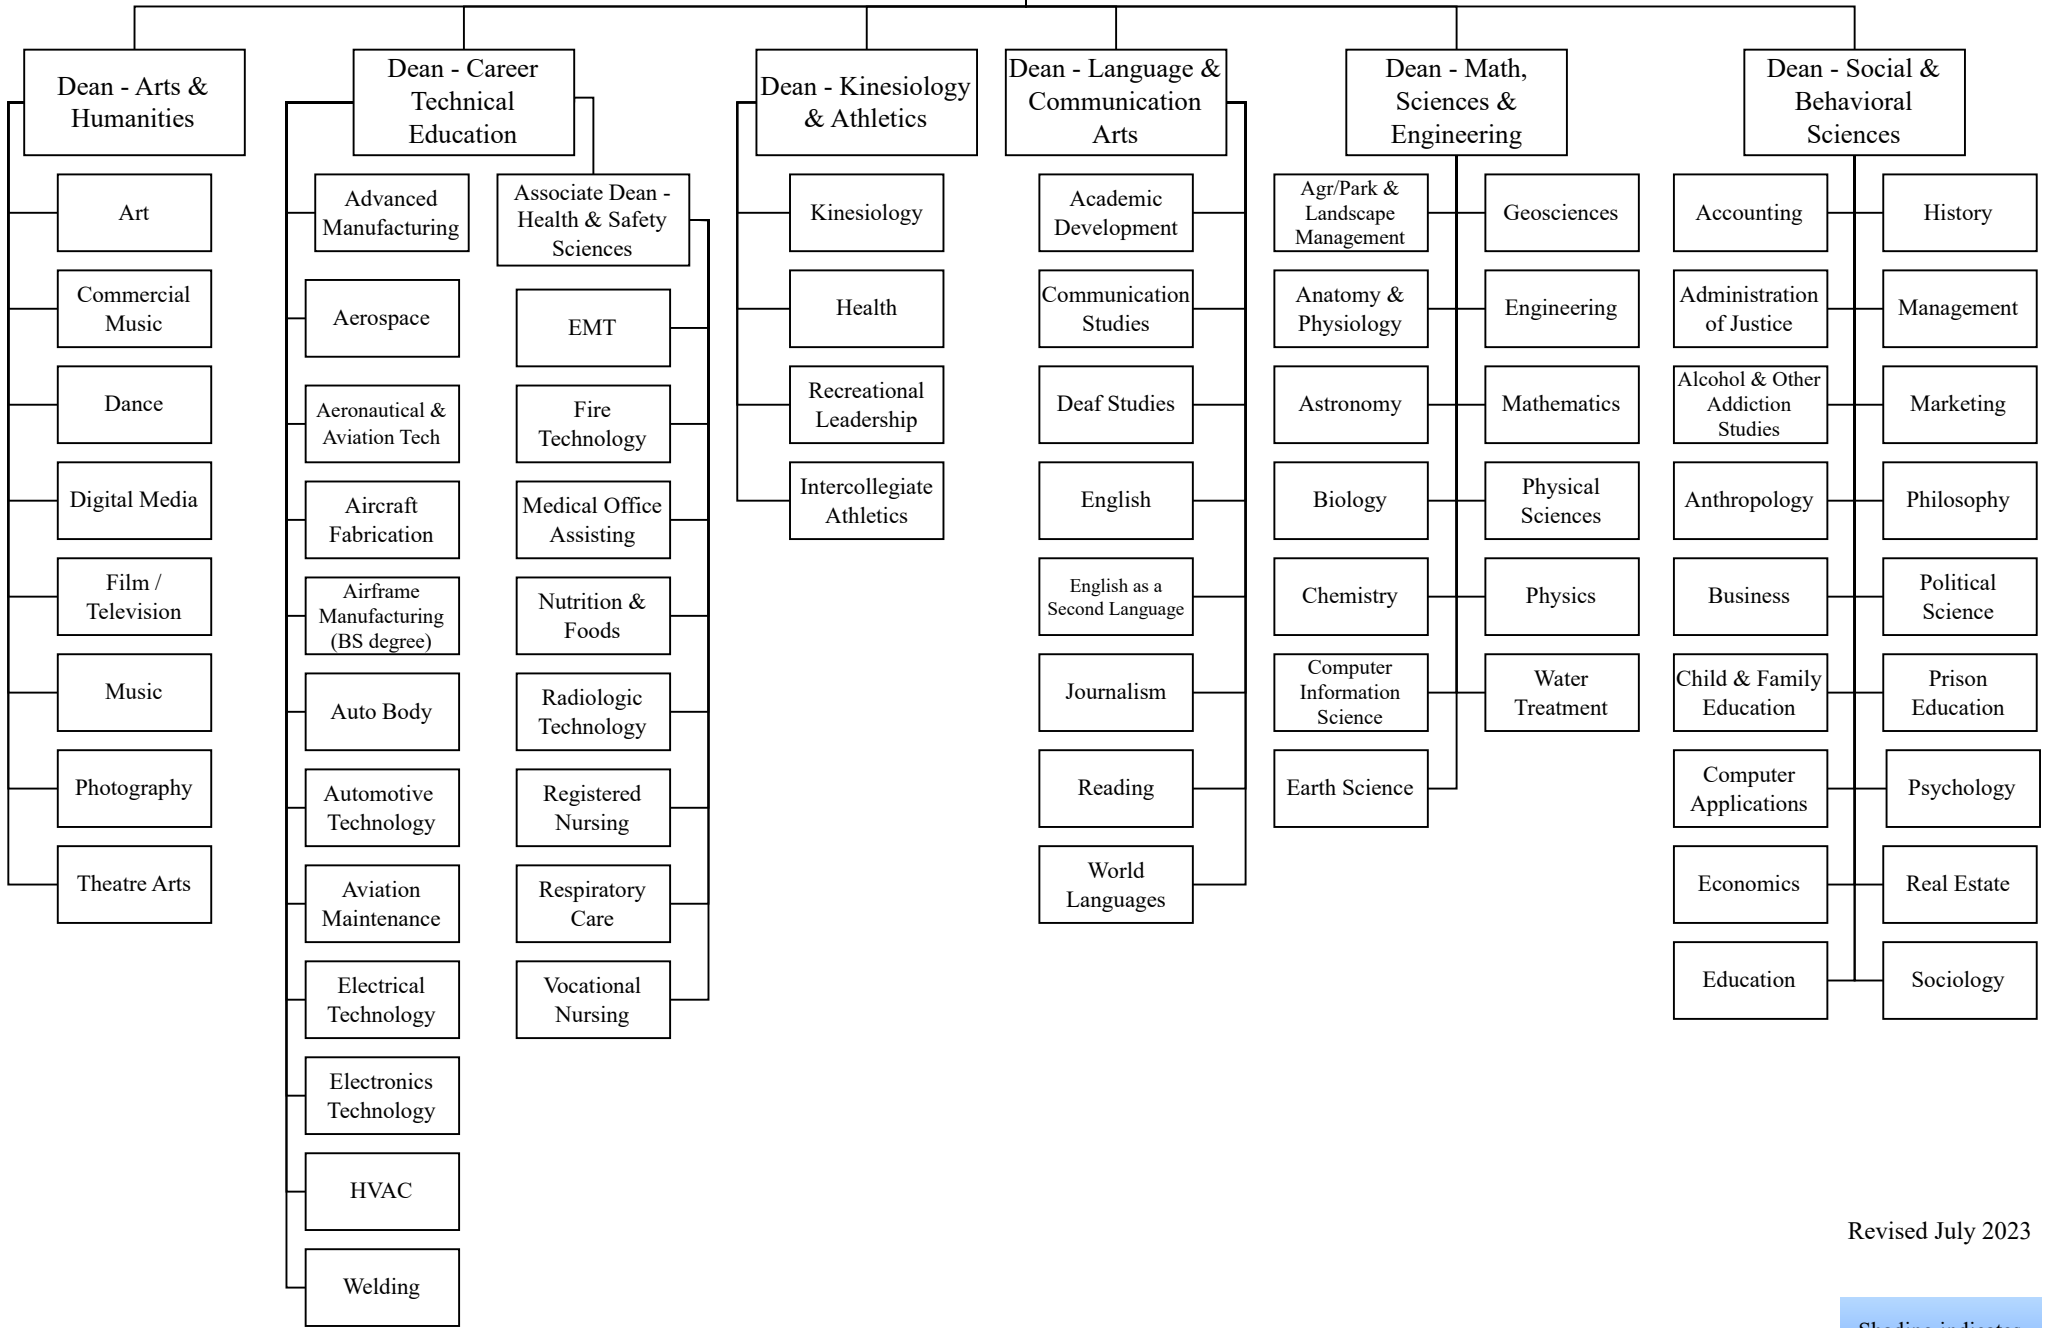 Dean - Arts &
Humanities
Dean - Career
Technical
Education
Dean - Kinesiology
& Athletics
Dean - Language &
Communication
Arts
Dean - Math,
Sciences &
Engineering
Dean - Social &
Behavioral
Sciences
Art
Commercial
Music
Dance
Digital Media
Film /
Television
Music
Photography
Theatre Arts
Advanced
Manufacturing
Aerospace
Aeronautical &
Aviation Tech
Aircraft
Fabrication
Airframe
Manufacturing
(BS degree)
Auto Body
Automotive
Technology
Aviation
Maintenance
Electrical
Technology
Electronics
Technology
HVAC
Welding
Associate Dean -
Health & Safety
Sciences
EMT
Fire
Technology
Medical Office
Assisting
Nutrition &
Foods
Radiologic
Technology
Registered
Nursing
Respiratory
Care
Vocational
Nursing
Kinesiology
Health
Recreational
Leadership
Intercollegiate
Athletics
Academic
Development
Communication
Studies
Deaf Studies
English
English as a
Second Language
Journalism
Reading
World
Languages
Agr/Park &
Landscape
Management
Anatomy &
Physiology
Astronomy
Biology
Chemistry
Computer
Information
Science
Earth Science
Geosciences
Engineering
Mathematics
Physical
Sciences
Physics
Water
Treatment
Accounting
Administration
of Justice
Alcohol & Other
Addiction
Studies
Anthropology
Business
Child & Family
Education
Computer
Applications
Economics
Education
History
Management
Marketing
Philosophy
Political
Science
Prison
Education
Psychology
Real Estate
Sociology
Revised July 2023
Shading indicates